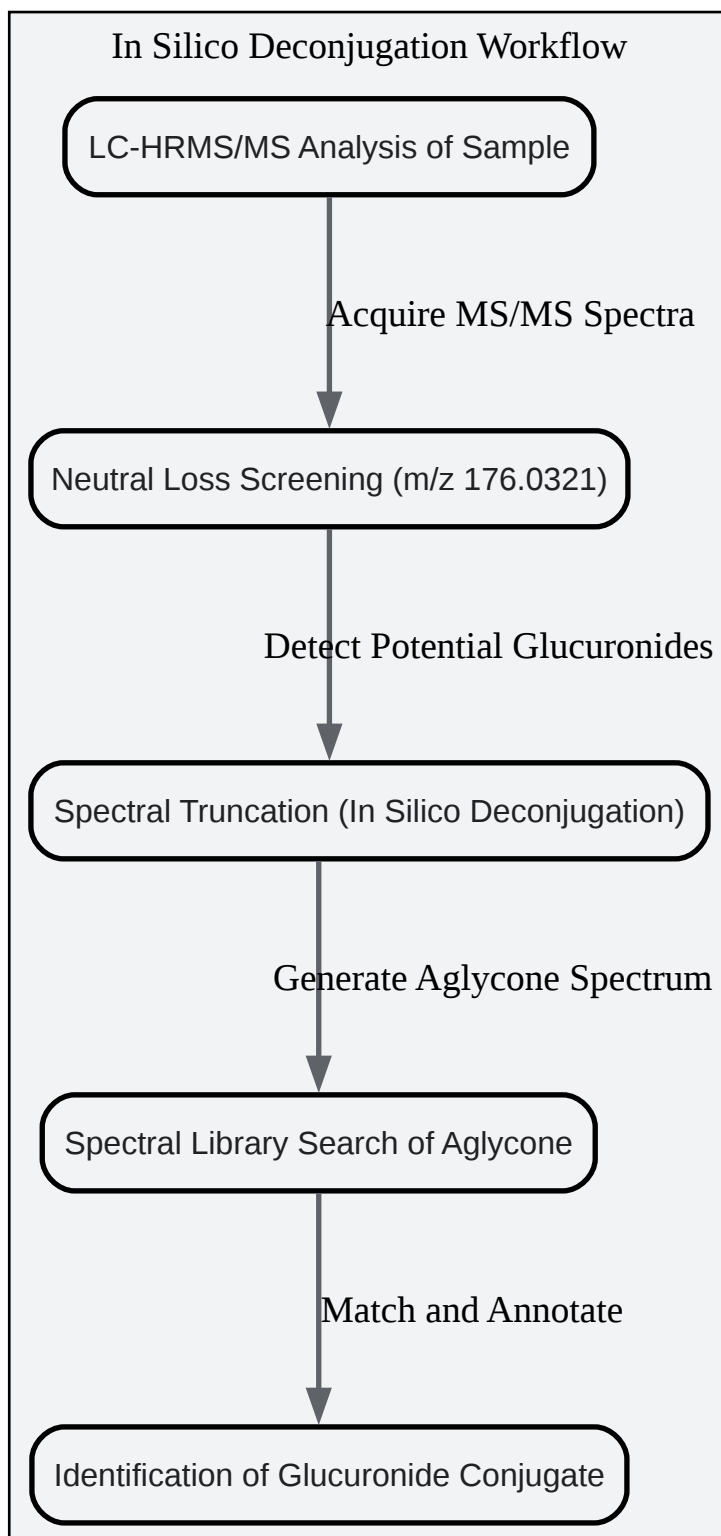 In Silico Deconjugation Workflow
LC-HRMS/MS Analysis of Sample
Acquire MS/MS Spectra
Neutral Loss Screening (m/z 176.0321)
Detect Potential Glucuronides
Spectral Truncation (In Silico Deconjugation)
Generate Aglycone Spectrum
Spectral Library Search of Aglycone
Match and Annotate
Identification of Glucuronide Conjugate